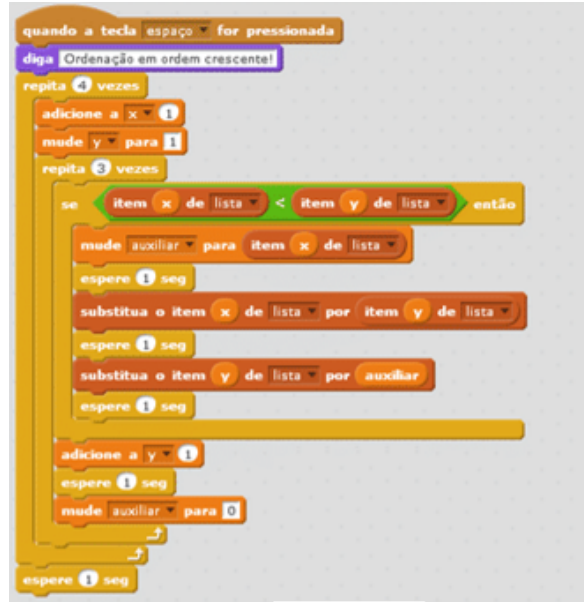 quando a tecla espaço for pressionada
diga Ordenação em ordem crescente!
repita 4 vezes
adicione a x 1
mude y para 1
repita 3 vezes
se item x de lista < item y de lista então
mude auxiliar para item x de lista
espere 1 seg
substitua o item x de lista por item y de lista
espere 1 seg
substitua o item y de lista por auxiliar
espere 1 seg
adicione a y 1
espere 1 seg
mude auxiliar para 0
espere 1 seg